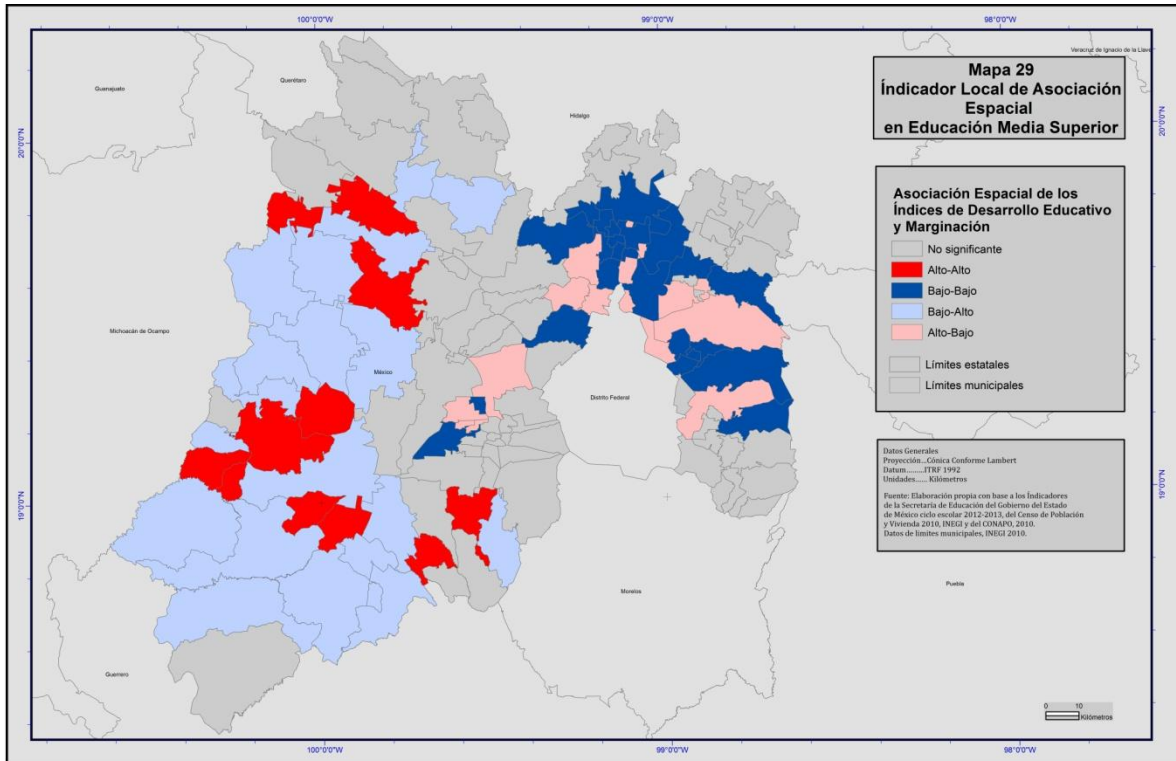 100°0'0"W
99°0'0"W
98°0'0"W
Veracruz de Ignacio de la Llave
Querétaro
Guanajuato
Hidalgo
Mapa 29
Índicador Local de Asociación
Espacial
en Educación Media Superior
20°0'0"N
20°0'0"N
Asociación Espacial de los
Índices de Desarrollo Educativo
y Marginación
No significante
Alto-Alto
Bajo-Bajo
Bajo-Alto
Alto-Bajo
Límites estatales
Límites municipales
Michoacán de Ocampo
México
Distrito Federal
Datos Generales
Proyección...Cónica Conforme Lambert
Datum.........ITRF 1992
Unidades...... Kilómetros
Fuente: Elaboración propia con base a los Índicadores
de la Secretaría de Educación del Gobierno del Estado
de México ciclo escolar 2012-2013, del Censo de Población
y Vivienda 2010, INEGI y del CONAPO, 2010.
Datos de límites municipales, INEGI 2010.
19°0'0"N
19°0'0"N
Puebla
Morelos
Guerrero
0 10
Kilómetros
100°0'0"W
99°0'0"W
98°0'0"W